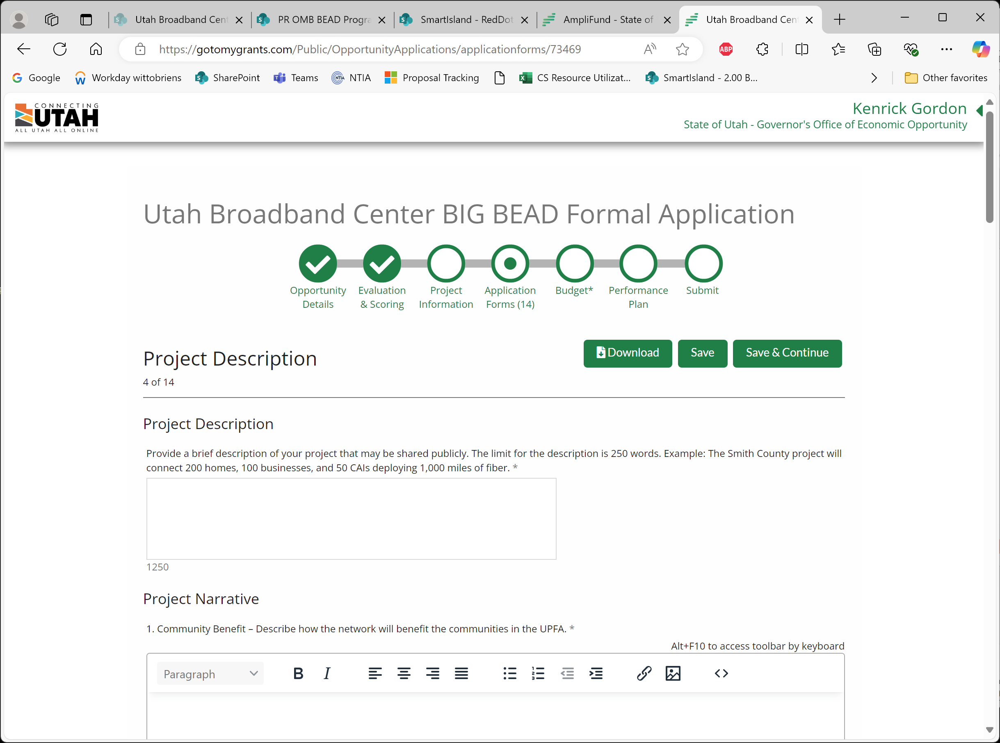 Utah Broadband Cent
PR OMB BEAD Progra
SmartIsland - RedDot
AmpliFund - State of
Utah Broadband Cent
https://gotomygrants.com/Public/OpportunityApplications/applicationforms/73469
ABP
Google
Workday wittobriens
SharePoint
Teams
NTIA
Proposal Tracking
CS Resource Utilizat...
SmartIsland - 2.00 B...
Other favorites
CONNECTING
UTAH
ALL UTAH ALL ONLINE
Kenrick Gordon
State of Utah - Governor's Office of Economic Opportunity
Utah Broadband Center BIG BEAD Formal Application
Opportunity Details
Evaluation & Scoring
Project Information
Application Forms (14)
Budget*
Performance Plan
Submit
Project Description
4 of 14
Download
Save
Save & Continue
Project Description
Provide a brief description of your project that may be shared publicly. The limit for the description is 250 words. Example: The Smith County project will
connect 200 homes, 100 businesses, and 50 CAIs deploying 1,000 miles of fiber. *
1250
Project Narrative
1. Community Benefit – Describe how the network will benefit the communities in the UPFA. *
Alt+F10 to access toolbar by keyboard
Paragraph
B
I